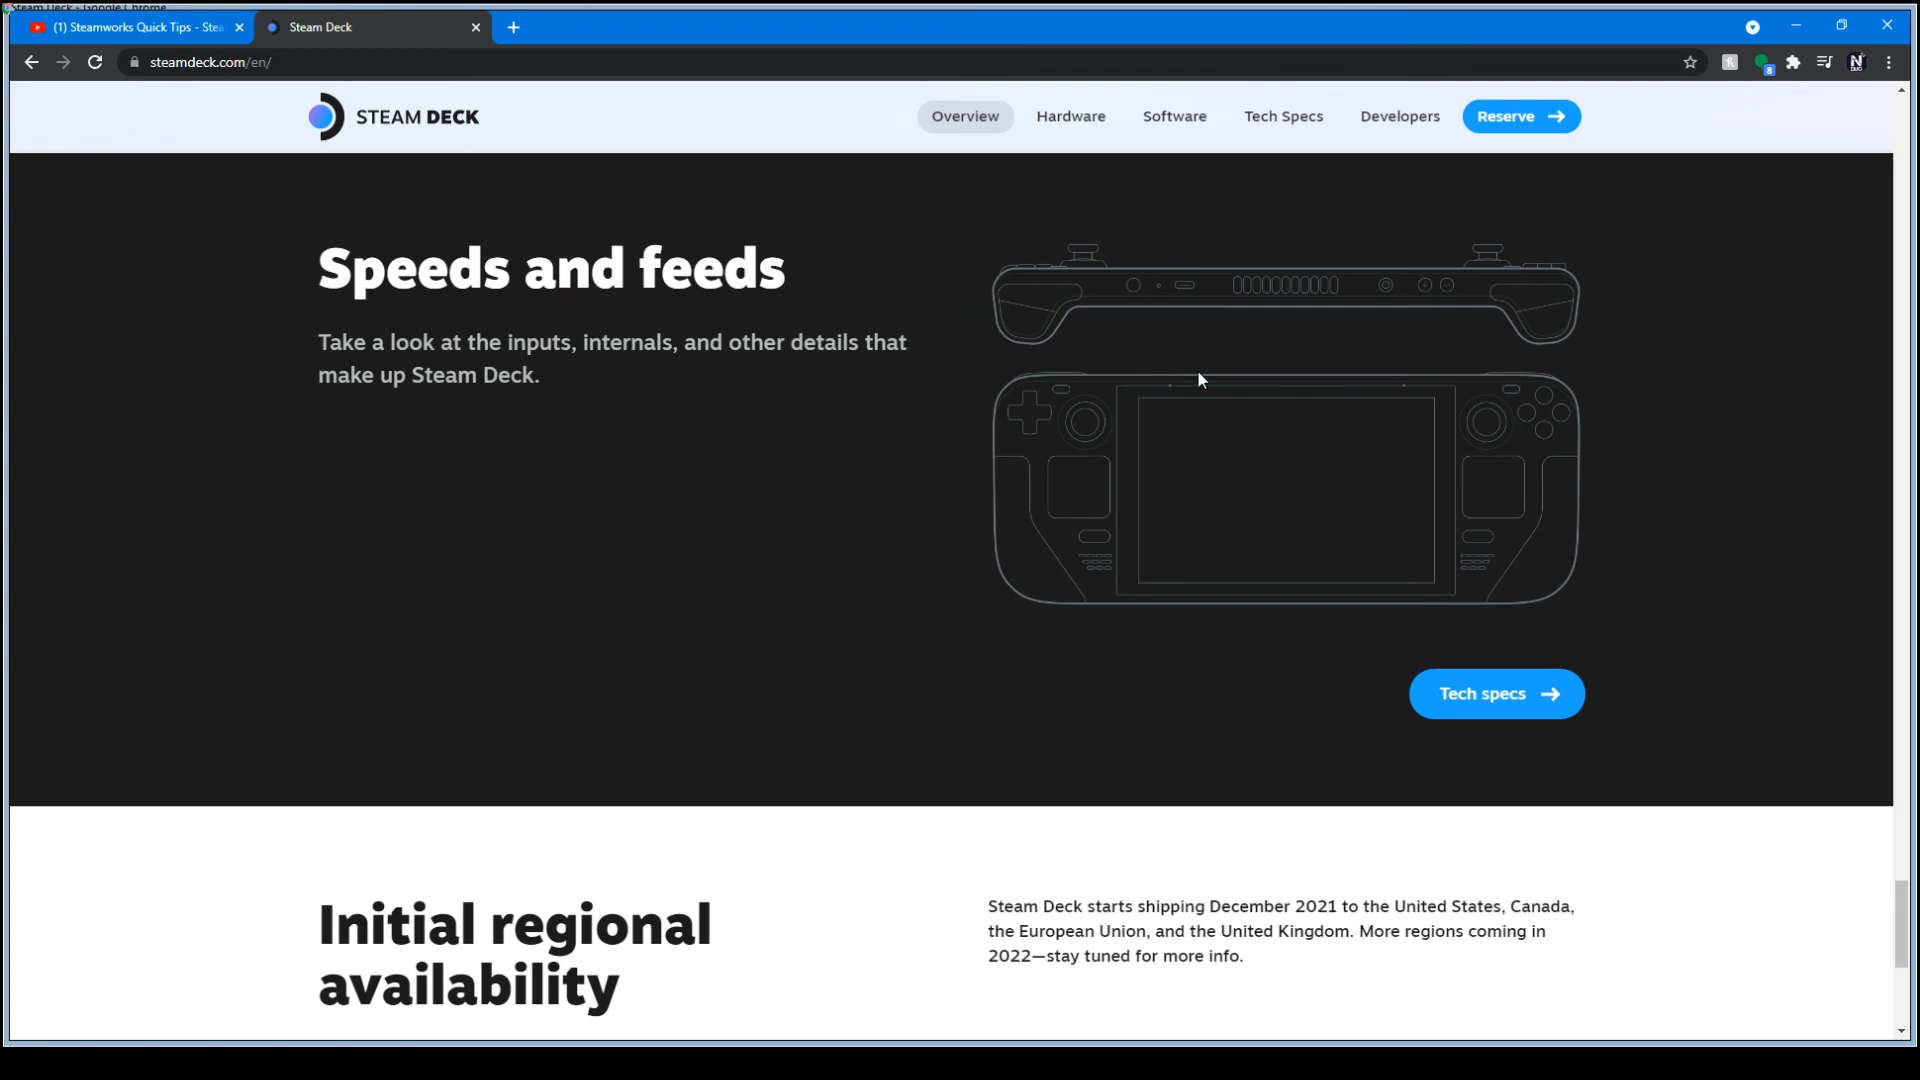 Steam Deck - Google Chrome
(1) Steamworks Quick Tips - Stea
Steam Deck
steamdeck.com/en/
8
STEAM DECK
Overview
Hardware
Software
Tech Specs
Developers
Reserve
Speeds and feeds
Take a look at the inputs, internals, and other details that
make up Steam Deck.
Tech specs
Initial regional
availability
Steam Deck starts shipping December 2021 to the United States, Canada,
the European Union, and the United Kingdom. More regions coming in
2022—stay tuned for more info.